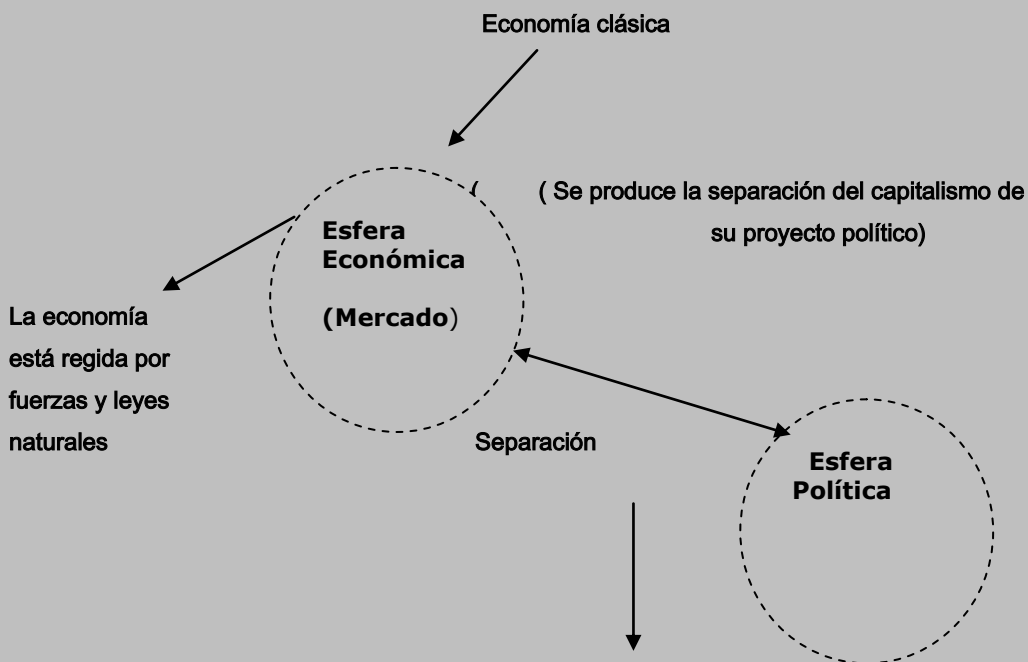 Economía clásica
( ( Se produce la separación del capitalismo de
su proyecto político)
Esfera
Económica
(Mercado)
La economía
está regida por
fuerzas y leyes
naturales
Separación
Esfera
Política